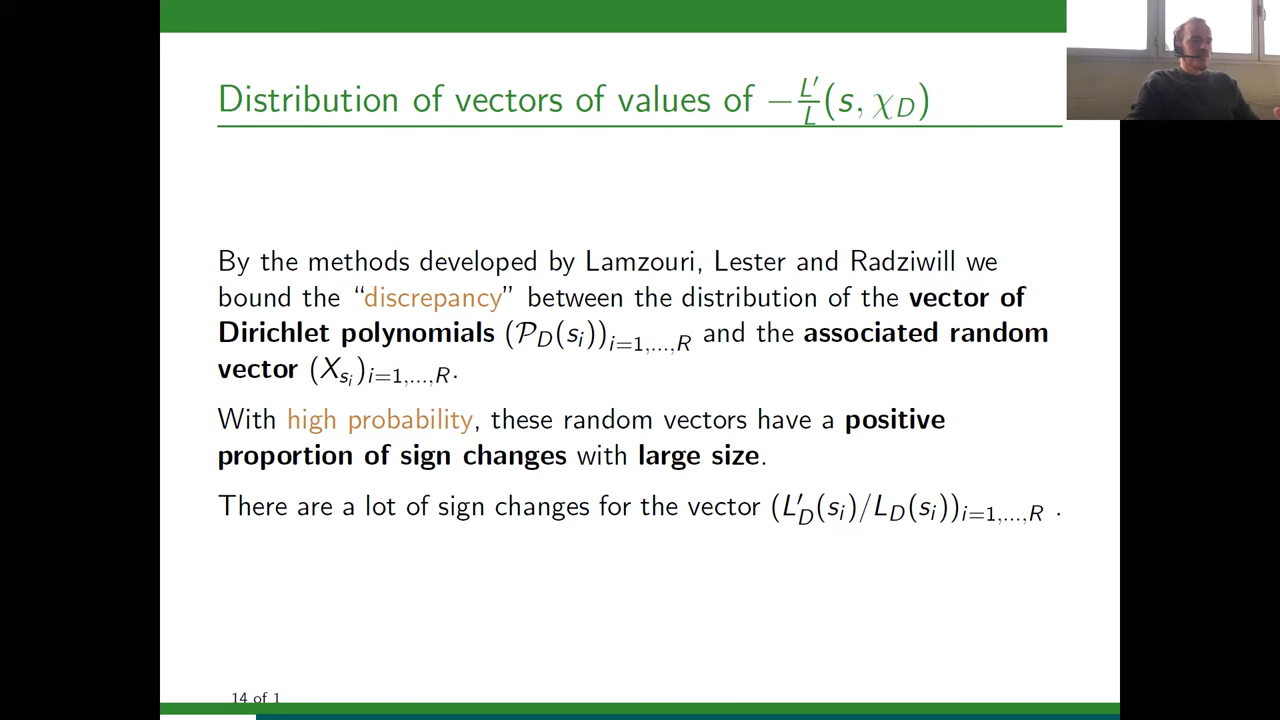 Distribution of vectors of values of −L′/L(s, χ_D)
By the methods developed by Lamzouri, Lester and Radziwill we
bound the “discrepancy” between the distribution of the vector of
Dirichlet polynomials (𝒫_D(s_i))_{i=1,...,R} and the associated random
vector (X_{s_i})_{i=1,...,R}.
With high probability, these random vectors have a positive
proportion of sign changes with large size.
There are a lot of sign changes for the vector (L′_D(s_i)/L_D(s_i))_{i=1,...,R} .
14 of 1